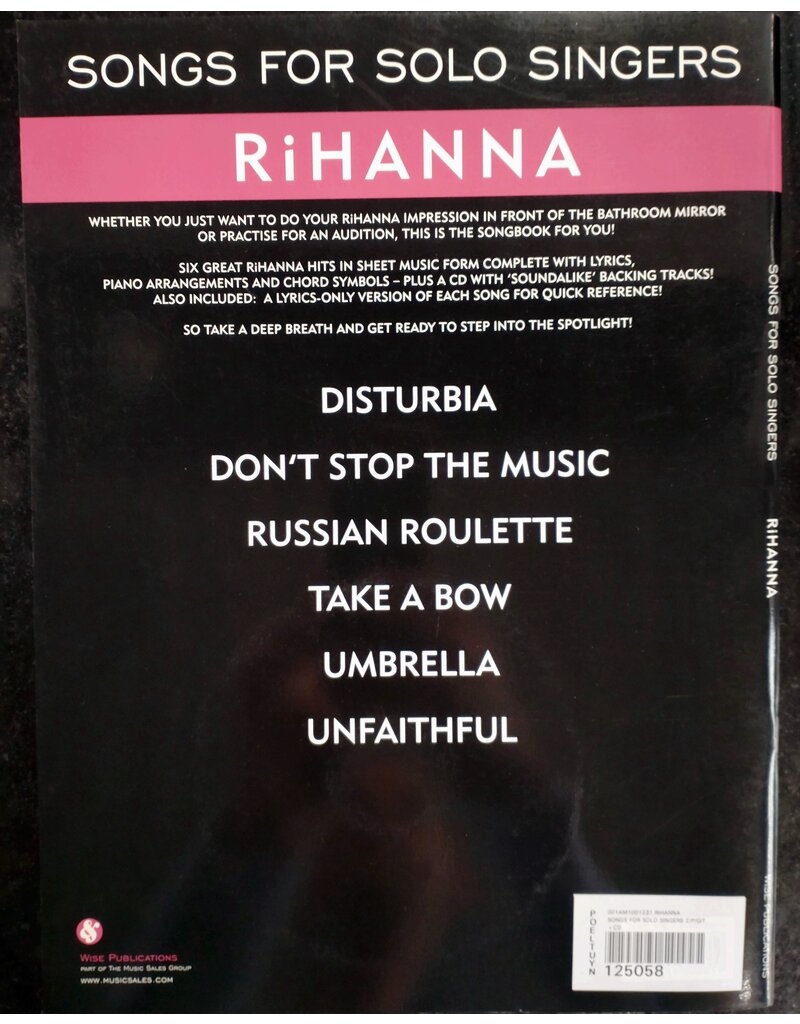 SONGS FOR SOLO SINGERS
RiHANNA
WHETHER YOU JUST WANT TO DO YOUR RiHANNA IMPRESSION IN FRONT OF THE BATHROOM MIRROR
OR PRACTISE FOR AN AUDITION, THIS IS THE SONGBOOK FOR YOU!
SIX GREAT RiHANNA HITS IN SHEET MUSIC FORM COMPLETE WITH LYRICS,
PIANO ARRANGEMENTS AND CHORD SYMBOLS – PLUS A CD WITH ‘SOUNDALIKE’ BACKING TRACKS!
ALSO INCLUDED: A LYRICS-ONLY VERSION OF EACH SONG FOR QUICK REFERENCE!
SO TAKE A DEEP BREATH AND GET READY TO STEP INTO THE SPOTLIGHT!
DISTURBIA
DON’T STOP THE MUSIC
RUSSIAN ROULETTE
TAKE A BOW
UMBRELLA
UNFAITHFUL
WISE PUBLICATIONS
PART OF THE MUSIC SALES GROUP
WWW.MUSICSALES.COM
POELTUYN
RIHANNA
SONGS FOR SOLO SINGERS
+ CD
125058
SONGS FOR SOLO SINGERS
RiHANNA
WISE PUBLICATIONS